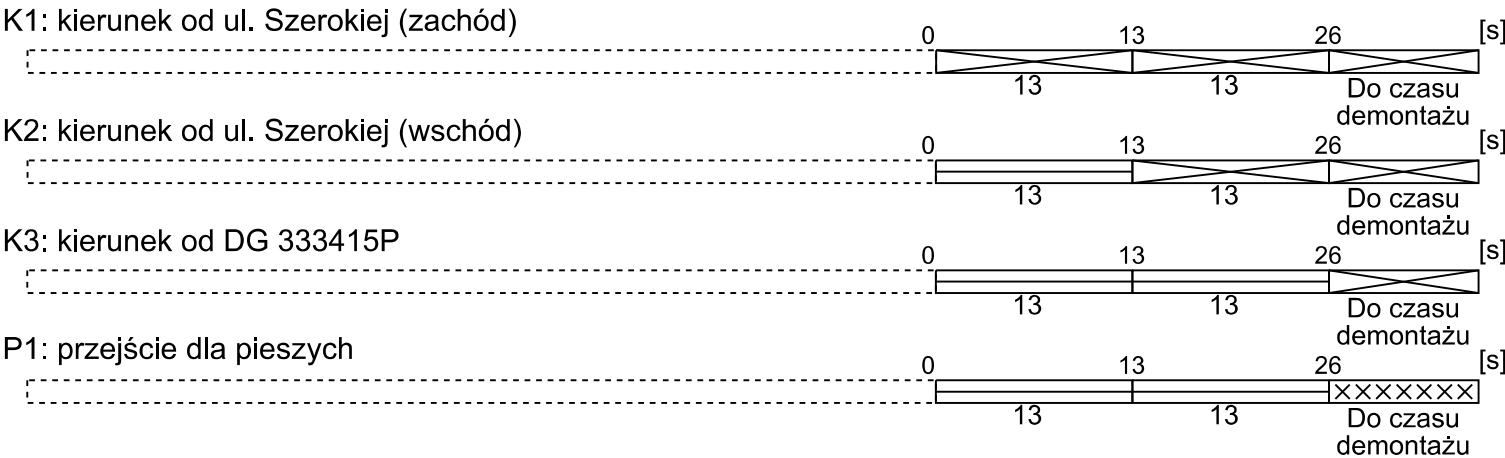 K1: kierunek od ul. Szerokiej (zachód)
0 13 26 [s]
13 13 Do czasu
demontażu
K2: kierunek od ul. Szerokiej (wschód)
0 13 26 [s]
13 13 Do czasu
demontażu
K3: kierunek od DG 333415P
0 13 26 [s]
13 13 Do czasu
demontażu
P1: przejście dla pieszych
0 13 26 [s]
13 13 Do czasu
demontażu